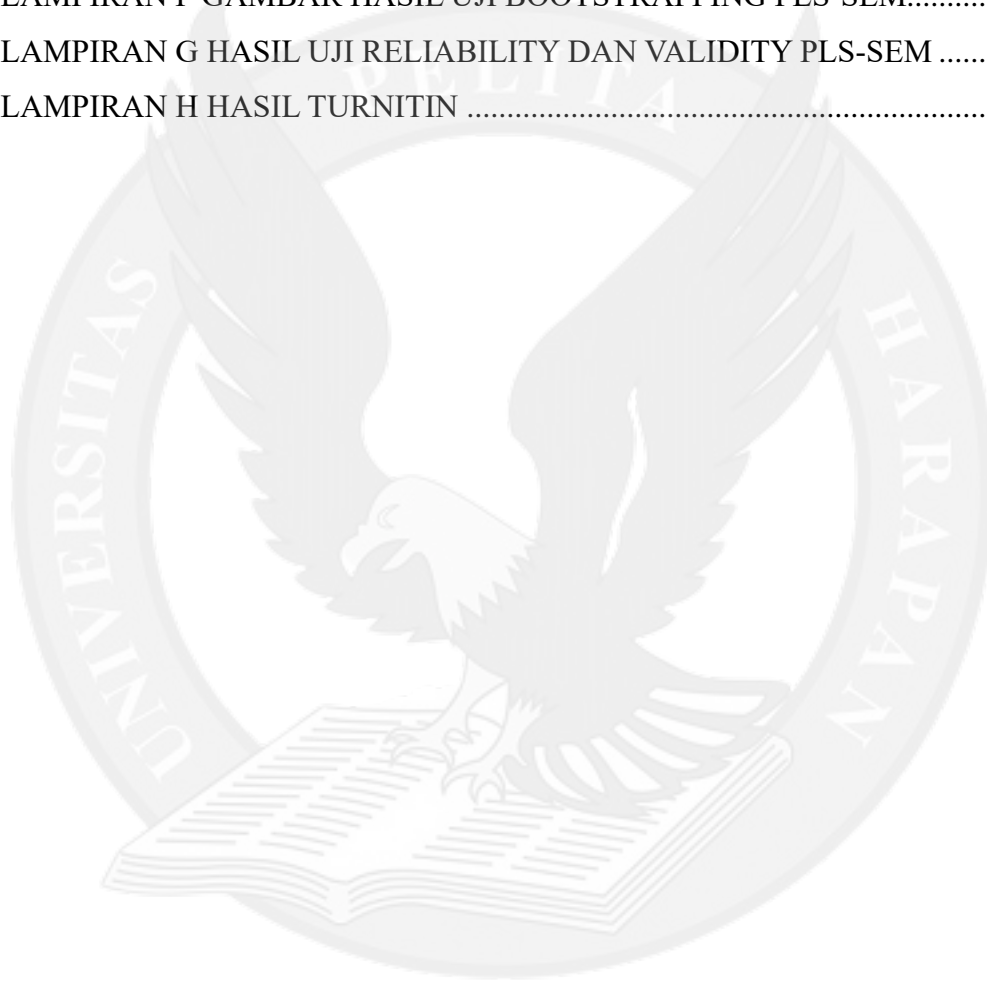 LAMPIRAN F GAMBAR HASIL UJI BOOTSTRAPPING PLS-SEM..........
LAMPIRAN G HASIL UJI RELIABILITY DAN VALIDITY PLS-SEM ......
LAMPIRAN H HASIL TURNITIN .................................................................
UNIVERSITAS PELITA HARAPAN